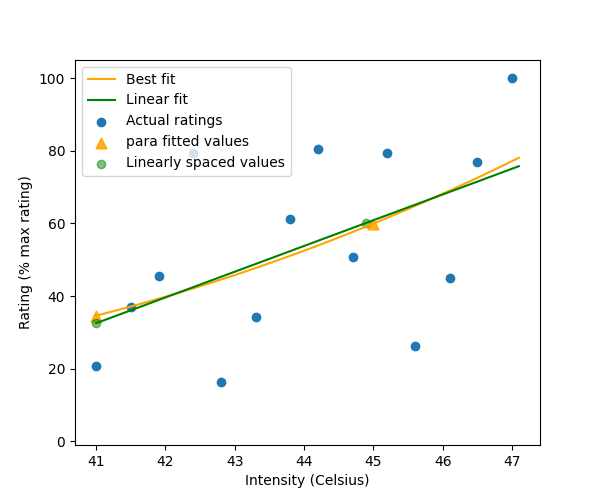 Best fit
Linear fit
Actual ratings
para fitted values
Linearly spaced values
100
80
60
40
20
0
Rating (% max rating)
41 42 43 44 45 46 47
Intensity (Celsius)